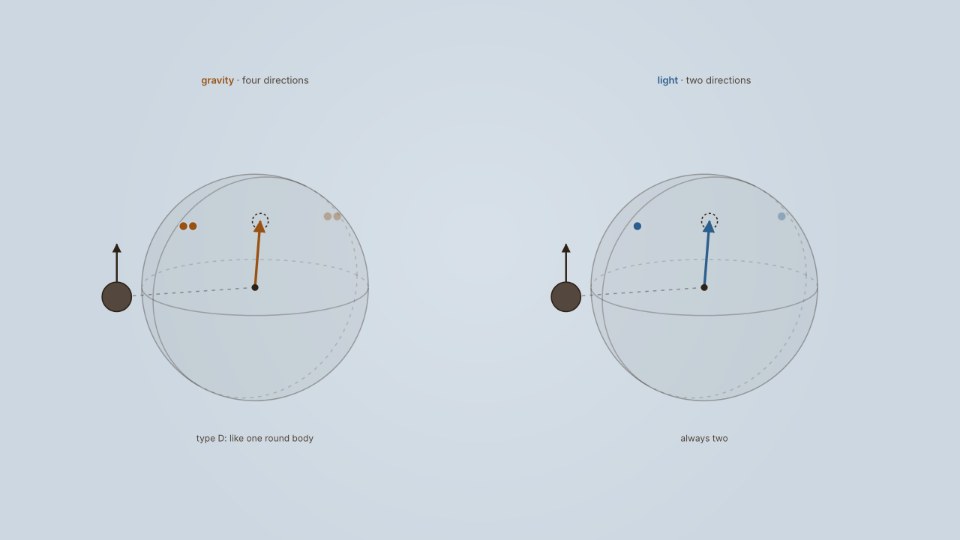 gravity · four directions
light · two directions
type D: like one round body
always two